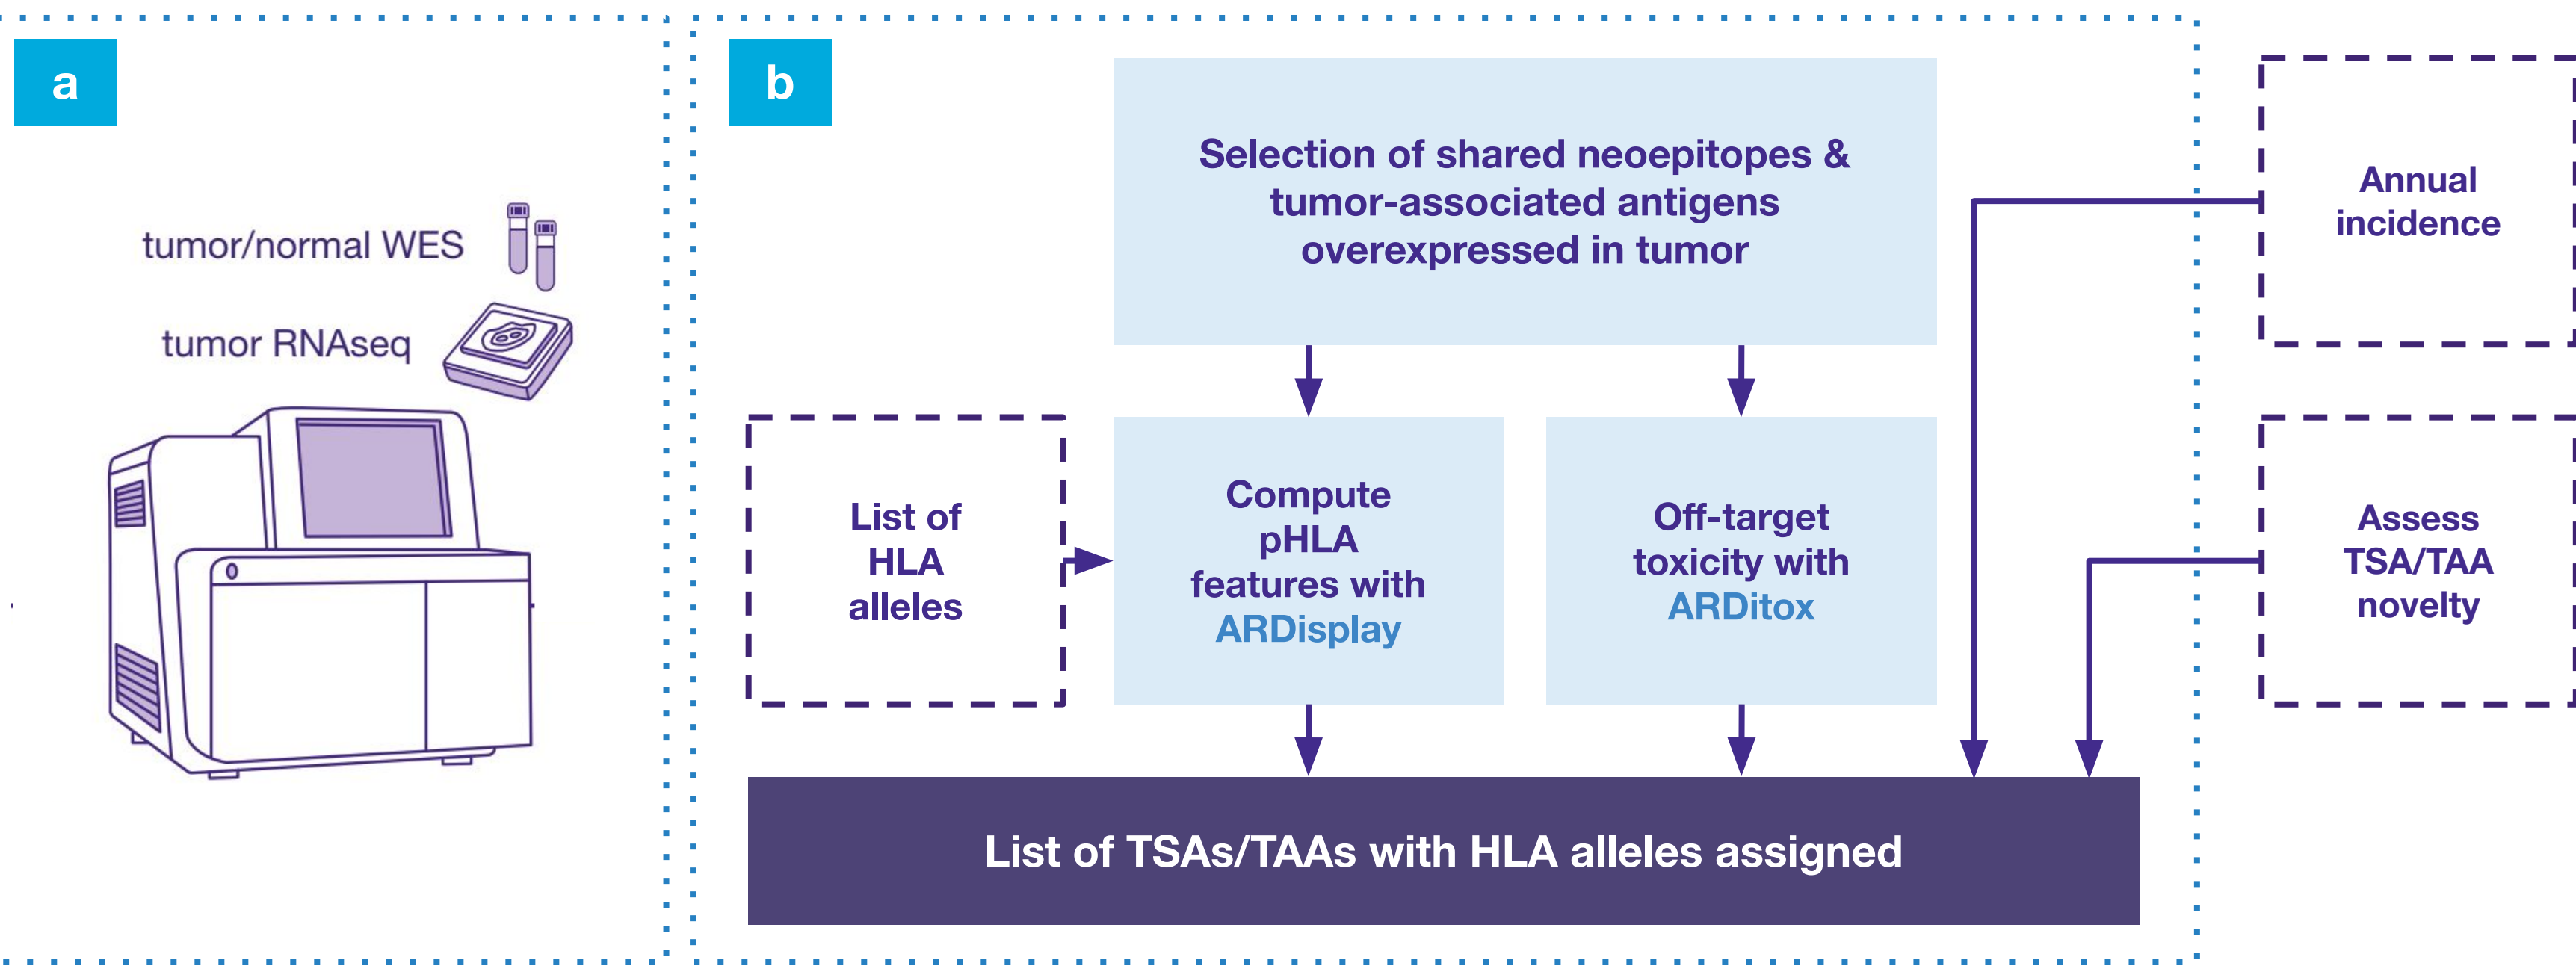 a
tumor/normal WES
tumor RNAseq
b
Selection of shared neoepitopes &
tumor-associated antigens
overexpressed in tumor
List of
HLA
alleles
Compute
pHLA
features with
ARDisplay
Off-target
toxicity with
ARDitox
List of TSAs/TAAs with HLA alleles assigned
Annual
incidence
Assess
TSA/TAA
novelty